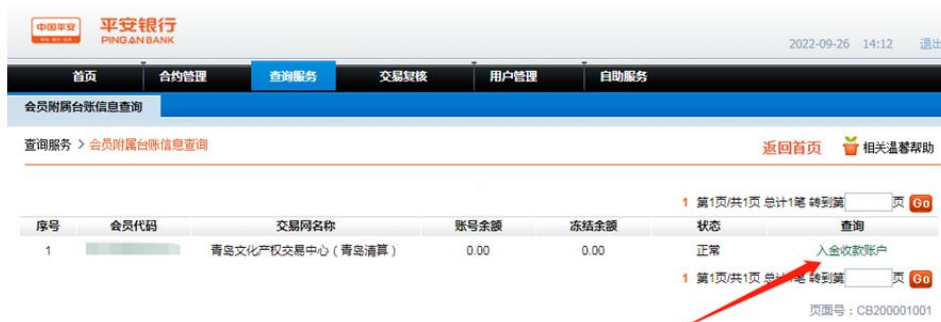 中国平安 平安银行
PING AN BANK
2022-09-26 14:12 退出
首页 合约管理 查询服务 交易复核 用户管理 自助服务
会员附属台账信息查询
查询服务 > 会员附属台账信息查询 返回首页 相关温馨帮助
1 第1页/共1页 总计1笔 转到第 页 Go
序号 会员代码 交易网名称 账号余额 冻结余额 状态 查询
1 青岛文化产权交易中心（青岛清算） 0.00 0.00 正常 入金收款账户
1 第1页/共1页 总计1笔 转到第 页 Go
页面号：CB200001001